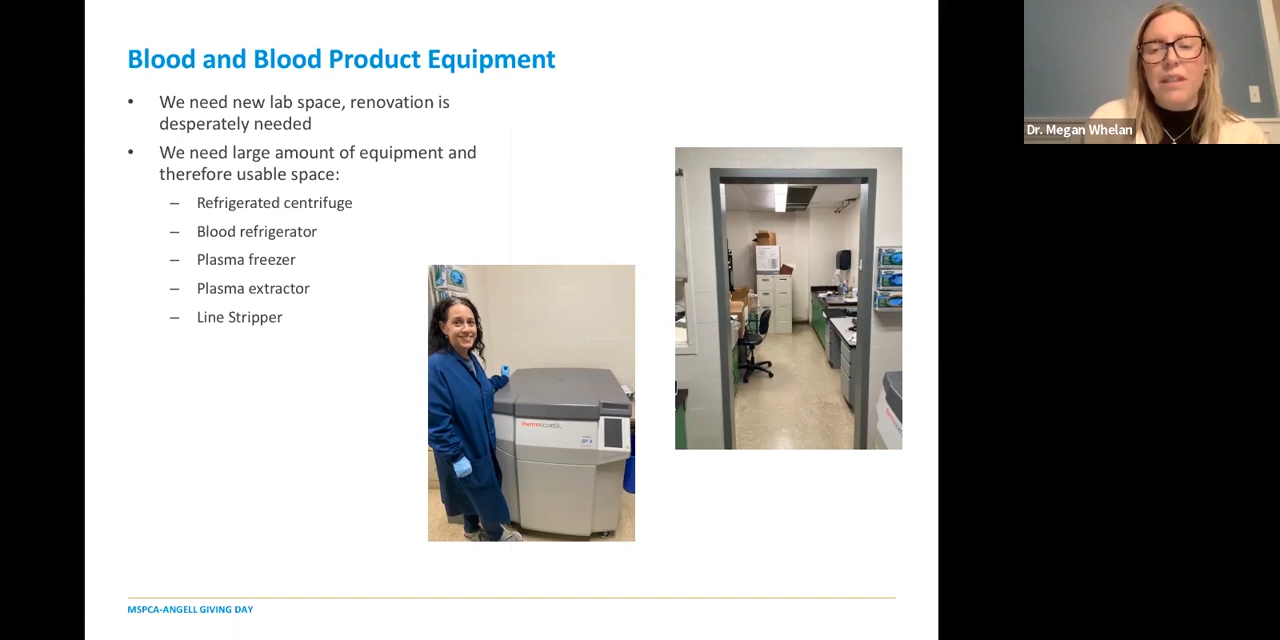 Blood and Blood Product Equipment
• We need new lab space, renovation is
desperately needed
• We need large amount of equipment and
therefore usable space:
– Refrigerated centrifuge
– Blood refrigerator
– Plasma freezer
– Plasma extractor
– Line Stripper
MSPCA-ANGELL GIVING DAY
Dr. Megan Whelan